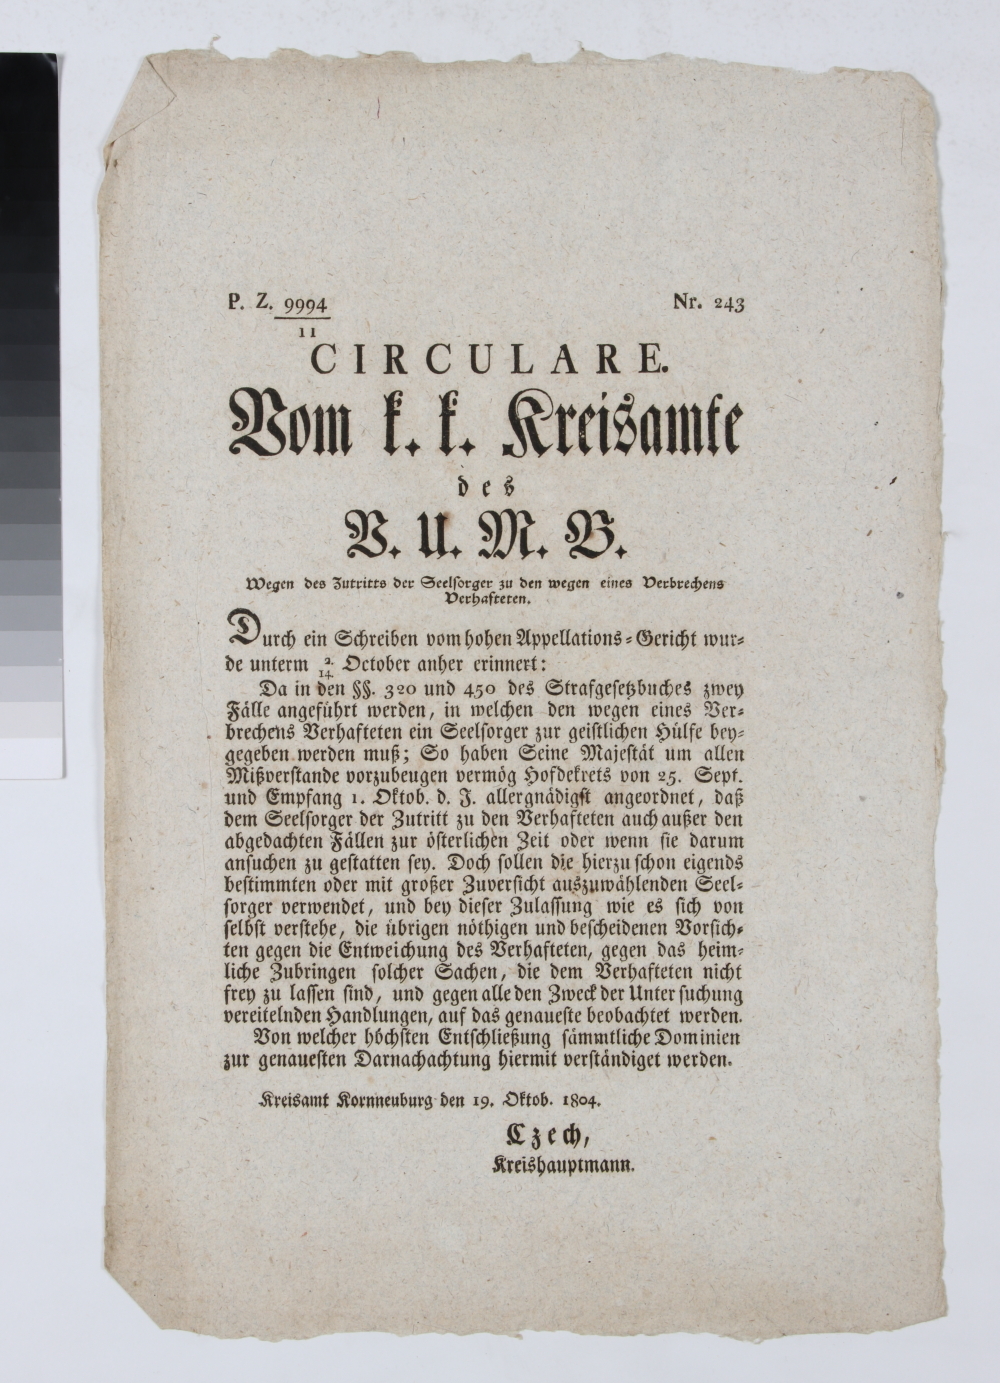 P. Z. 9994 Nr. 243
11
CIRCULARE.
Vom k. k. Kreisamte
des
V. U. M. B.
Wegen des Zutritts der Seelsorger zu den wegen eines Verbrechens
Verhafteten.
Durch ein Schreiben vom hohen Appellations-Gericht wur-
de unterm 2./14. October anher erinnert:
Da in den §§. 320 und 450 des Strafgesetzbuches zwey
Fälle angeführt werden, in welchen den wegen eines Ver-
brechens Verhafteten ein Seelsorger zur geistlichen Hülfe bey-
gegeben werden muß; So haben Seine Majestät um allen
Mißverstande vorzubeugen vermög Hofdekrets von 25. Sept.
und Empfang 1. Oktob. d. J. allergnädigst angeordnet, daß
dem Seelsorger der Zutritt zu den Verhafteten auch außer den
abgedachten Fällen zur österlichen Zeit oder wenn sie darum
ansuchen zu gestatten sey. Doch sollen die hierzu schon eigends
bestimmten oder mit großer Zuversicht auszuwählenden Seel-
sorger verwendet, und bey dieser Zulassung wie es sich von
selbst verstehe, die übrigen nöthigen und bescheidenen Vorsich-
ten gegen die Entweichung des Verhafteten, gegen das heim-
liche Zubringen solcher Sachen, die dem Verhafteten nicht
frey zu lassen sind, und gegen alle den Zweck der Untersuchung
vereitelnden Handlungen, auf das genaueste beobachtet werden.
Von welcher höchsten Entschließung sämmtliche Dominien
zur genauesten Darnachachtung hiermit verständiget werden.
Kreisamt Kornneuburg den 19. Oktob. 1804.
Czech,
Kreishauptmann.